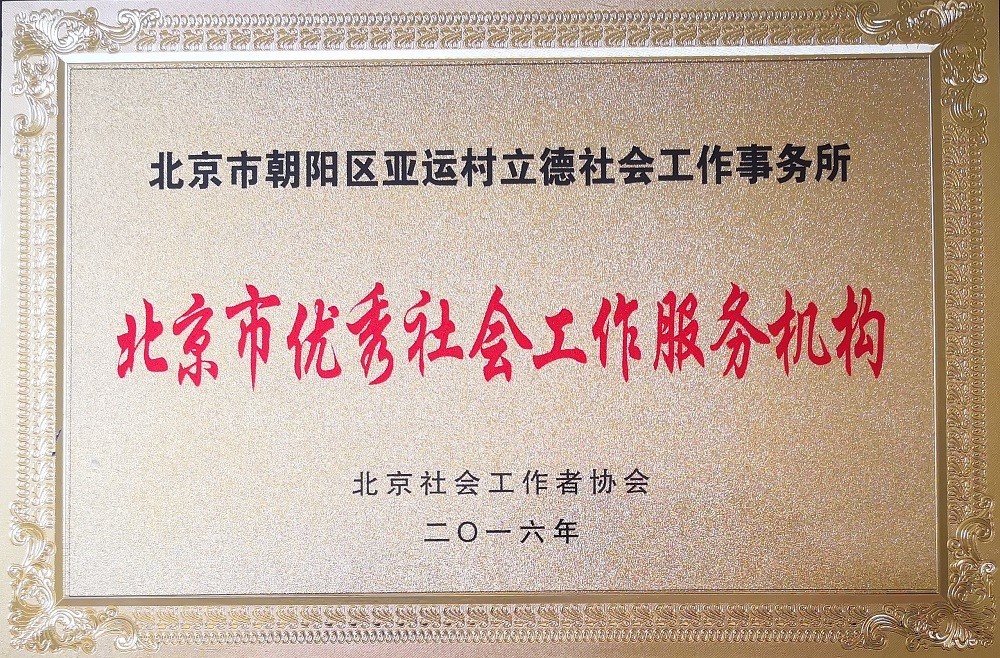 北京市朝阳区亚运村立德社会工作事务所
北京市优秀社会工作服务机构
北京社会工作者协会
二〇一六年